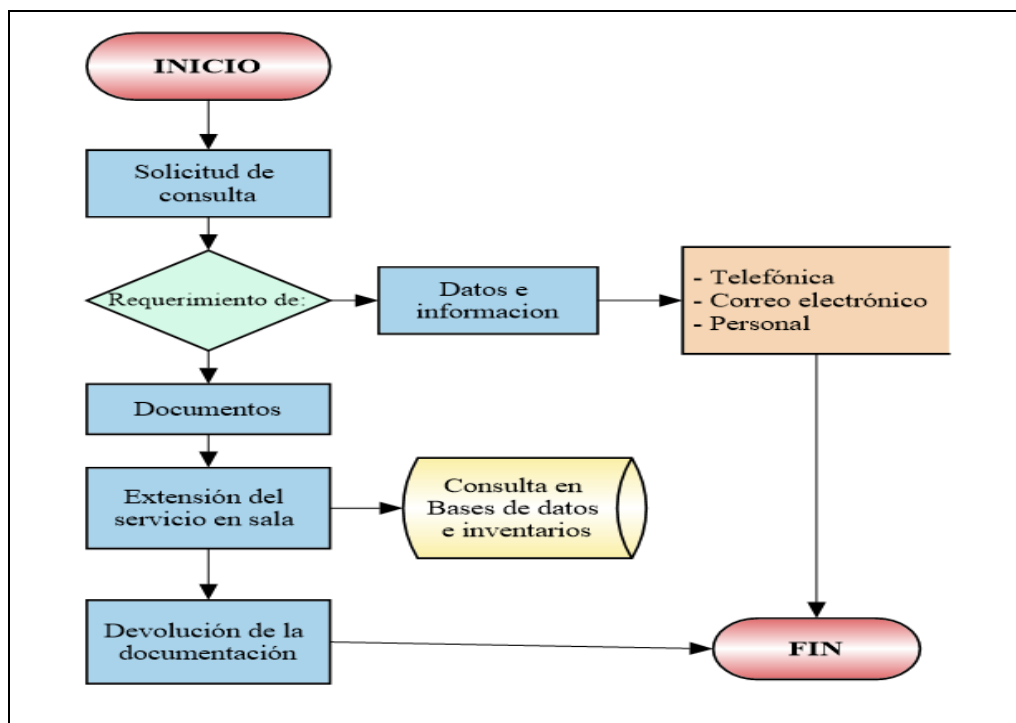 INICIO
Solicitud de
consulta
Requerimiento de:
Datos e
informacion
- Telefónica
- Correo electrónico
- Personal
Documentos
Extensión del
servicio en sala
Consulta en
Bases de datos
e inventarios
Devolución de la
documentación
FIN